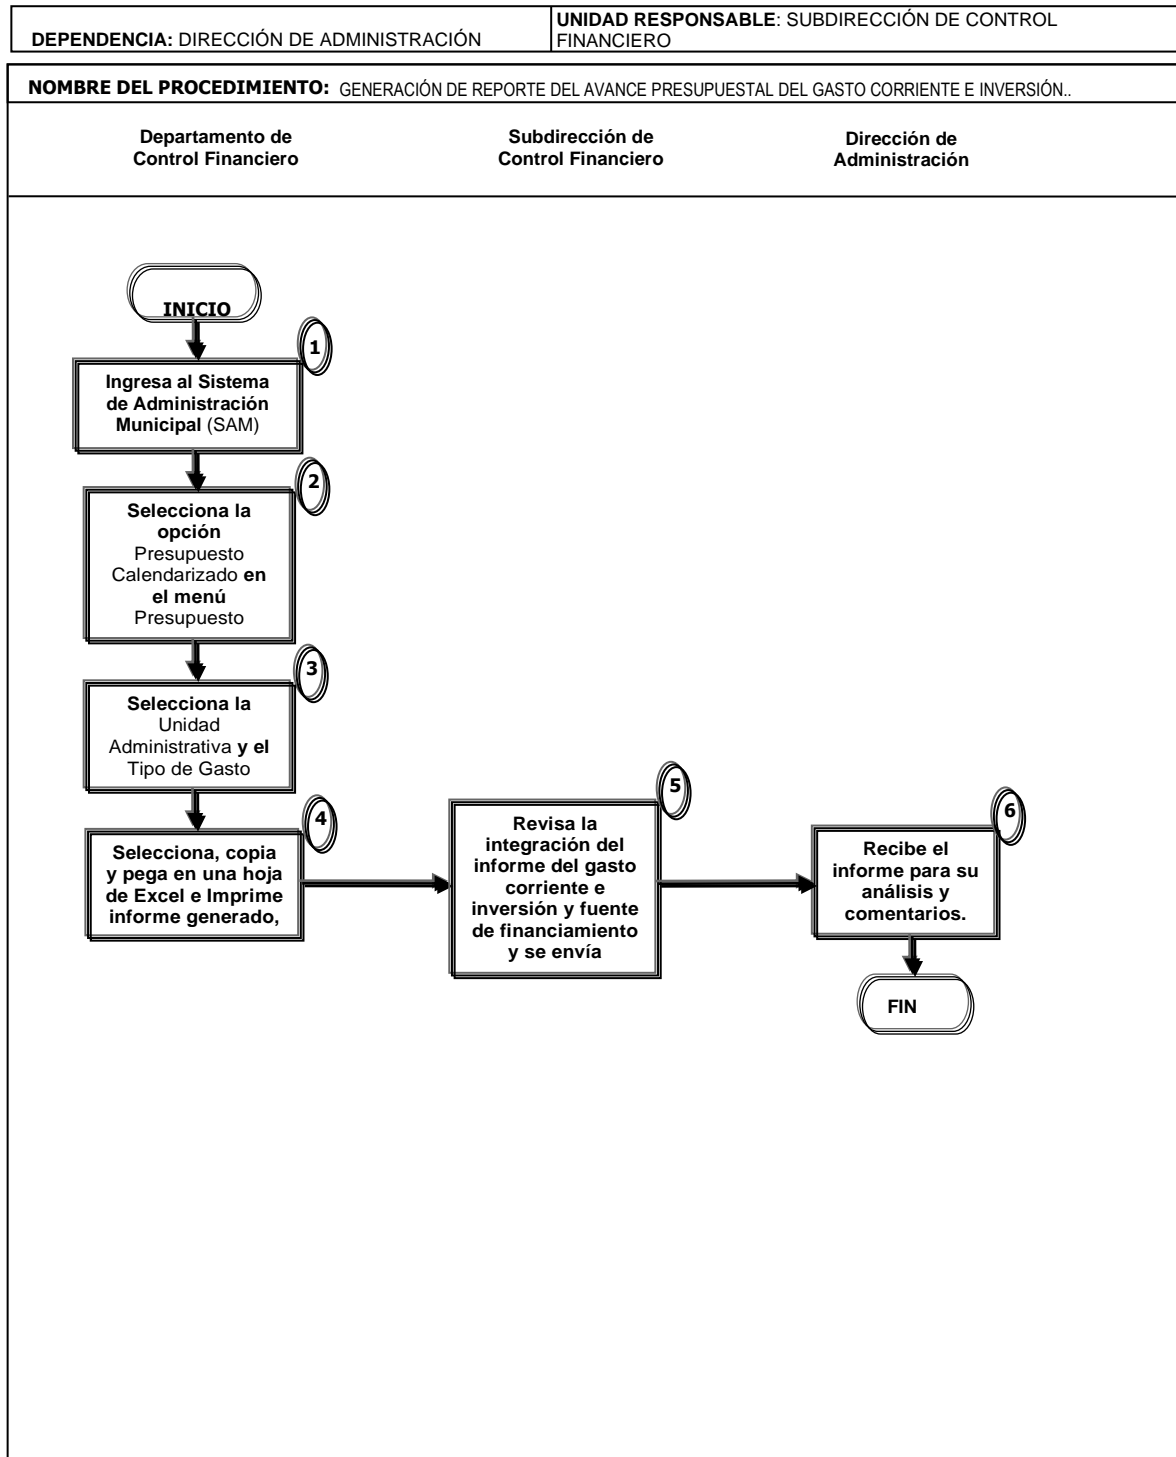 DEPENDENCIA: DIRECCIÓN DE ADMINISTRACIÓN
UNIDAD RESPONSABLE: SUBDIRECCIÓN DE CONTROL
FINANCIERO
NOMBRE DEL PROCEDIMIENTO: GENERACIÓN DE REPORTE DEL AVANCE PRESUPUESTAL DEL GASTO CORRIENTE E INVERSIÓN..
Departamento de
Control Financiero
Subdirección de
Control Financiero
Dirección de
Administración
INICIO
1
Ingresa al Sistema
de Administración
Municipal (SAM)
2
Selecciona la
opción
Presupuesto
Calendarizado en
el menú
Presupuesto
3
Selecciona la
Unidad
Administrativa y el
Tipo de Gasto
4
Selecciona, copia
y pega en una hoja
de Excel e Imprime
informe generado,
5
Revisa la
integración del
informe del gasto
corriente e
inversión y fuente
de financiamiento
y se envía
6
Recibe el
informe para su
análisis y
comentarios.
FIN